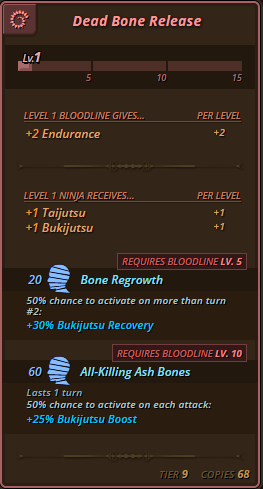 Dead Bone Release
Lv.1
5 10 15
LEVEL 1 BLOODLINE GIVES... PER LEVEL
+2 Endurance +2
LEVEL 1 NINJA RECEIVES... PER LEVEL
+1 Taijutsu +1
+1 Bukijutsu +1
REQUIRES BLOODLINE LV. 5
20 Bone Regrowth
50% chance to activate on more than turn
#2:
+30% Bukijutsu Recovery
REQUIRES BLOODLINE LV. 10
60 All-Killing Ash Bones
Lasts 1 turn
50% chance to activate on each attack:
+25% Bukijutsu Boost
TIER 9 COPIES 68